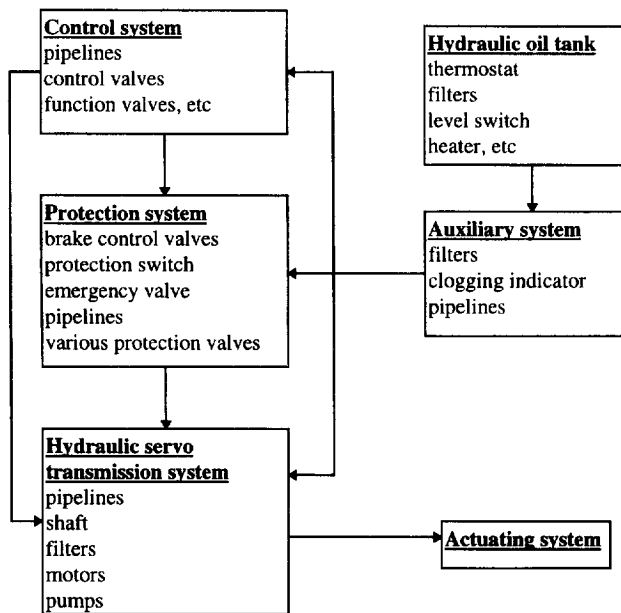 Control system
pipelines
control valves
function valves, etc
Hydraulic oil tank
thermostat
filters
level switch
heater, etc
Protection system
brake control valves
protection switch
emergency valve
pipelines
various protection valves
Auxiliary system
filters
clogging indicator
pipelines
Hydraulic servo
transmission system
pipelines
shaft
filters
motors
pumps
Actuating system